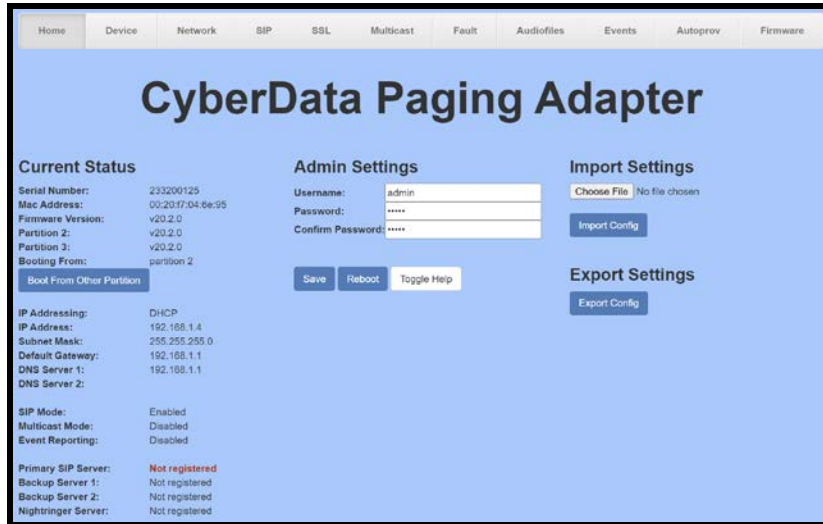 Home Device Network SIP SSL Multicast Fault Audiofiles Events Autoprov Firmware
CyberData Paging Adapter
Current Status
Serial Number: 233200125
Mac Address: 00:20:f7:04:6e:95
Firmware Version: v20.2.0
Partition 2: v20.2.0
Partition 3: v20.2.0
Booting From: partition 2
Boot From Other Partition
IP Addressing: DHCP
IP Address: 192.168.1.4
Subnet Mask: 255.255.255.0
Default Gateway: 192.168.1.1
DNS Server 1: 192.168.1.1
DNS Server 2:
SIP Mode: Enabled
Multicast Mode: Disabled
Event Reporting: Disabled
Primary SIP Server: Not registered
Backup Server 1: Not registered
Backup Server 2: Not registered
Nightringer Server: Not registered
Admin Settings
Username: admin
Password: •••••
Confirm Password: •••••
Save Reboot Toggle Help
Import Settings
Choose File No file chosen
Import Config
Export Settings
Export Config